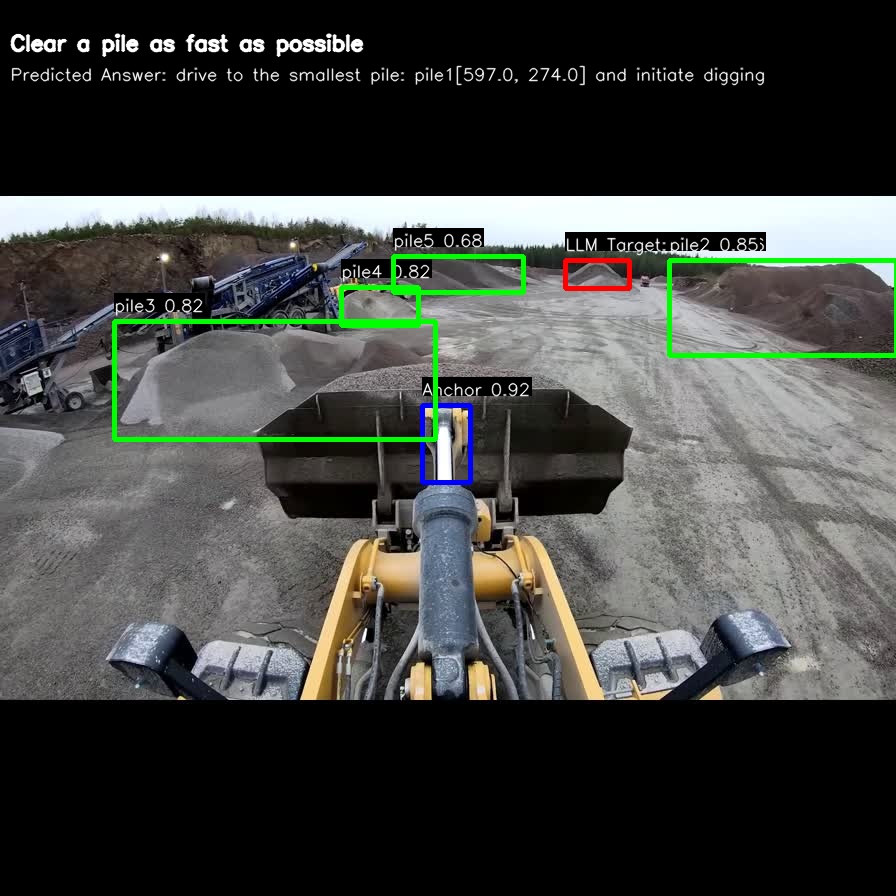 Clear a pile as fast as possible
Predicted Answer: drive to the smallest pile: pile1[597.0, 274.0] and initiate digging
pile5 0.68
LLM Target:
pile2 0.85
pile4 0.82
pile3 0.82
Anchor 0.92